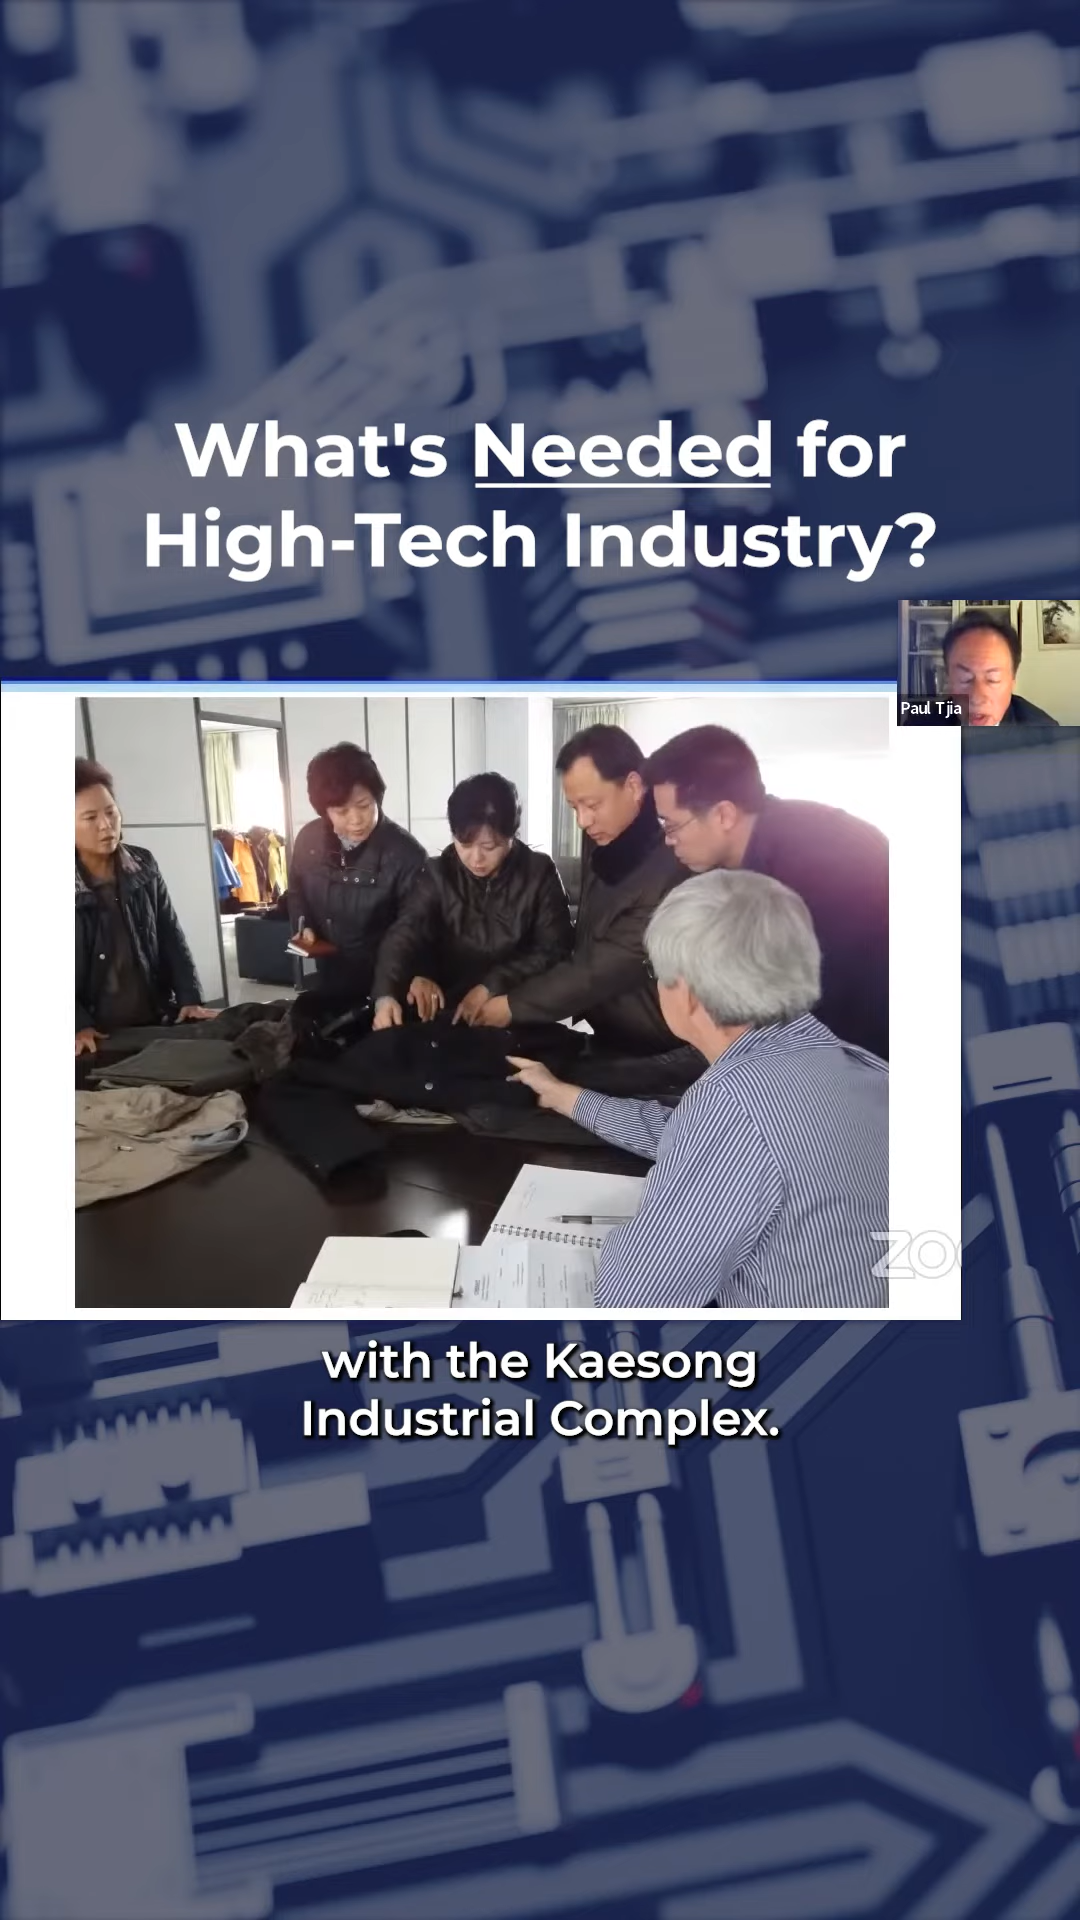 What's Needed for
High-Tech Industry?
Paul Tjia
with the Kaesong
Industrial Complex.